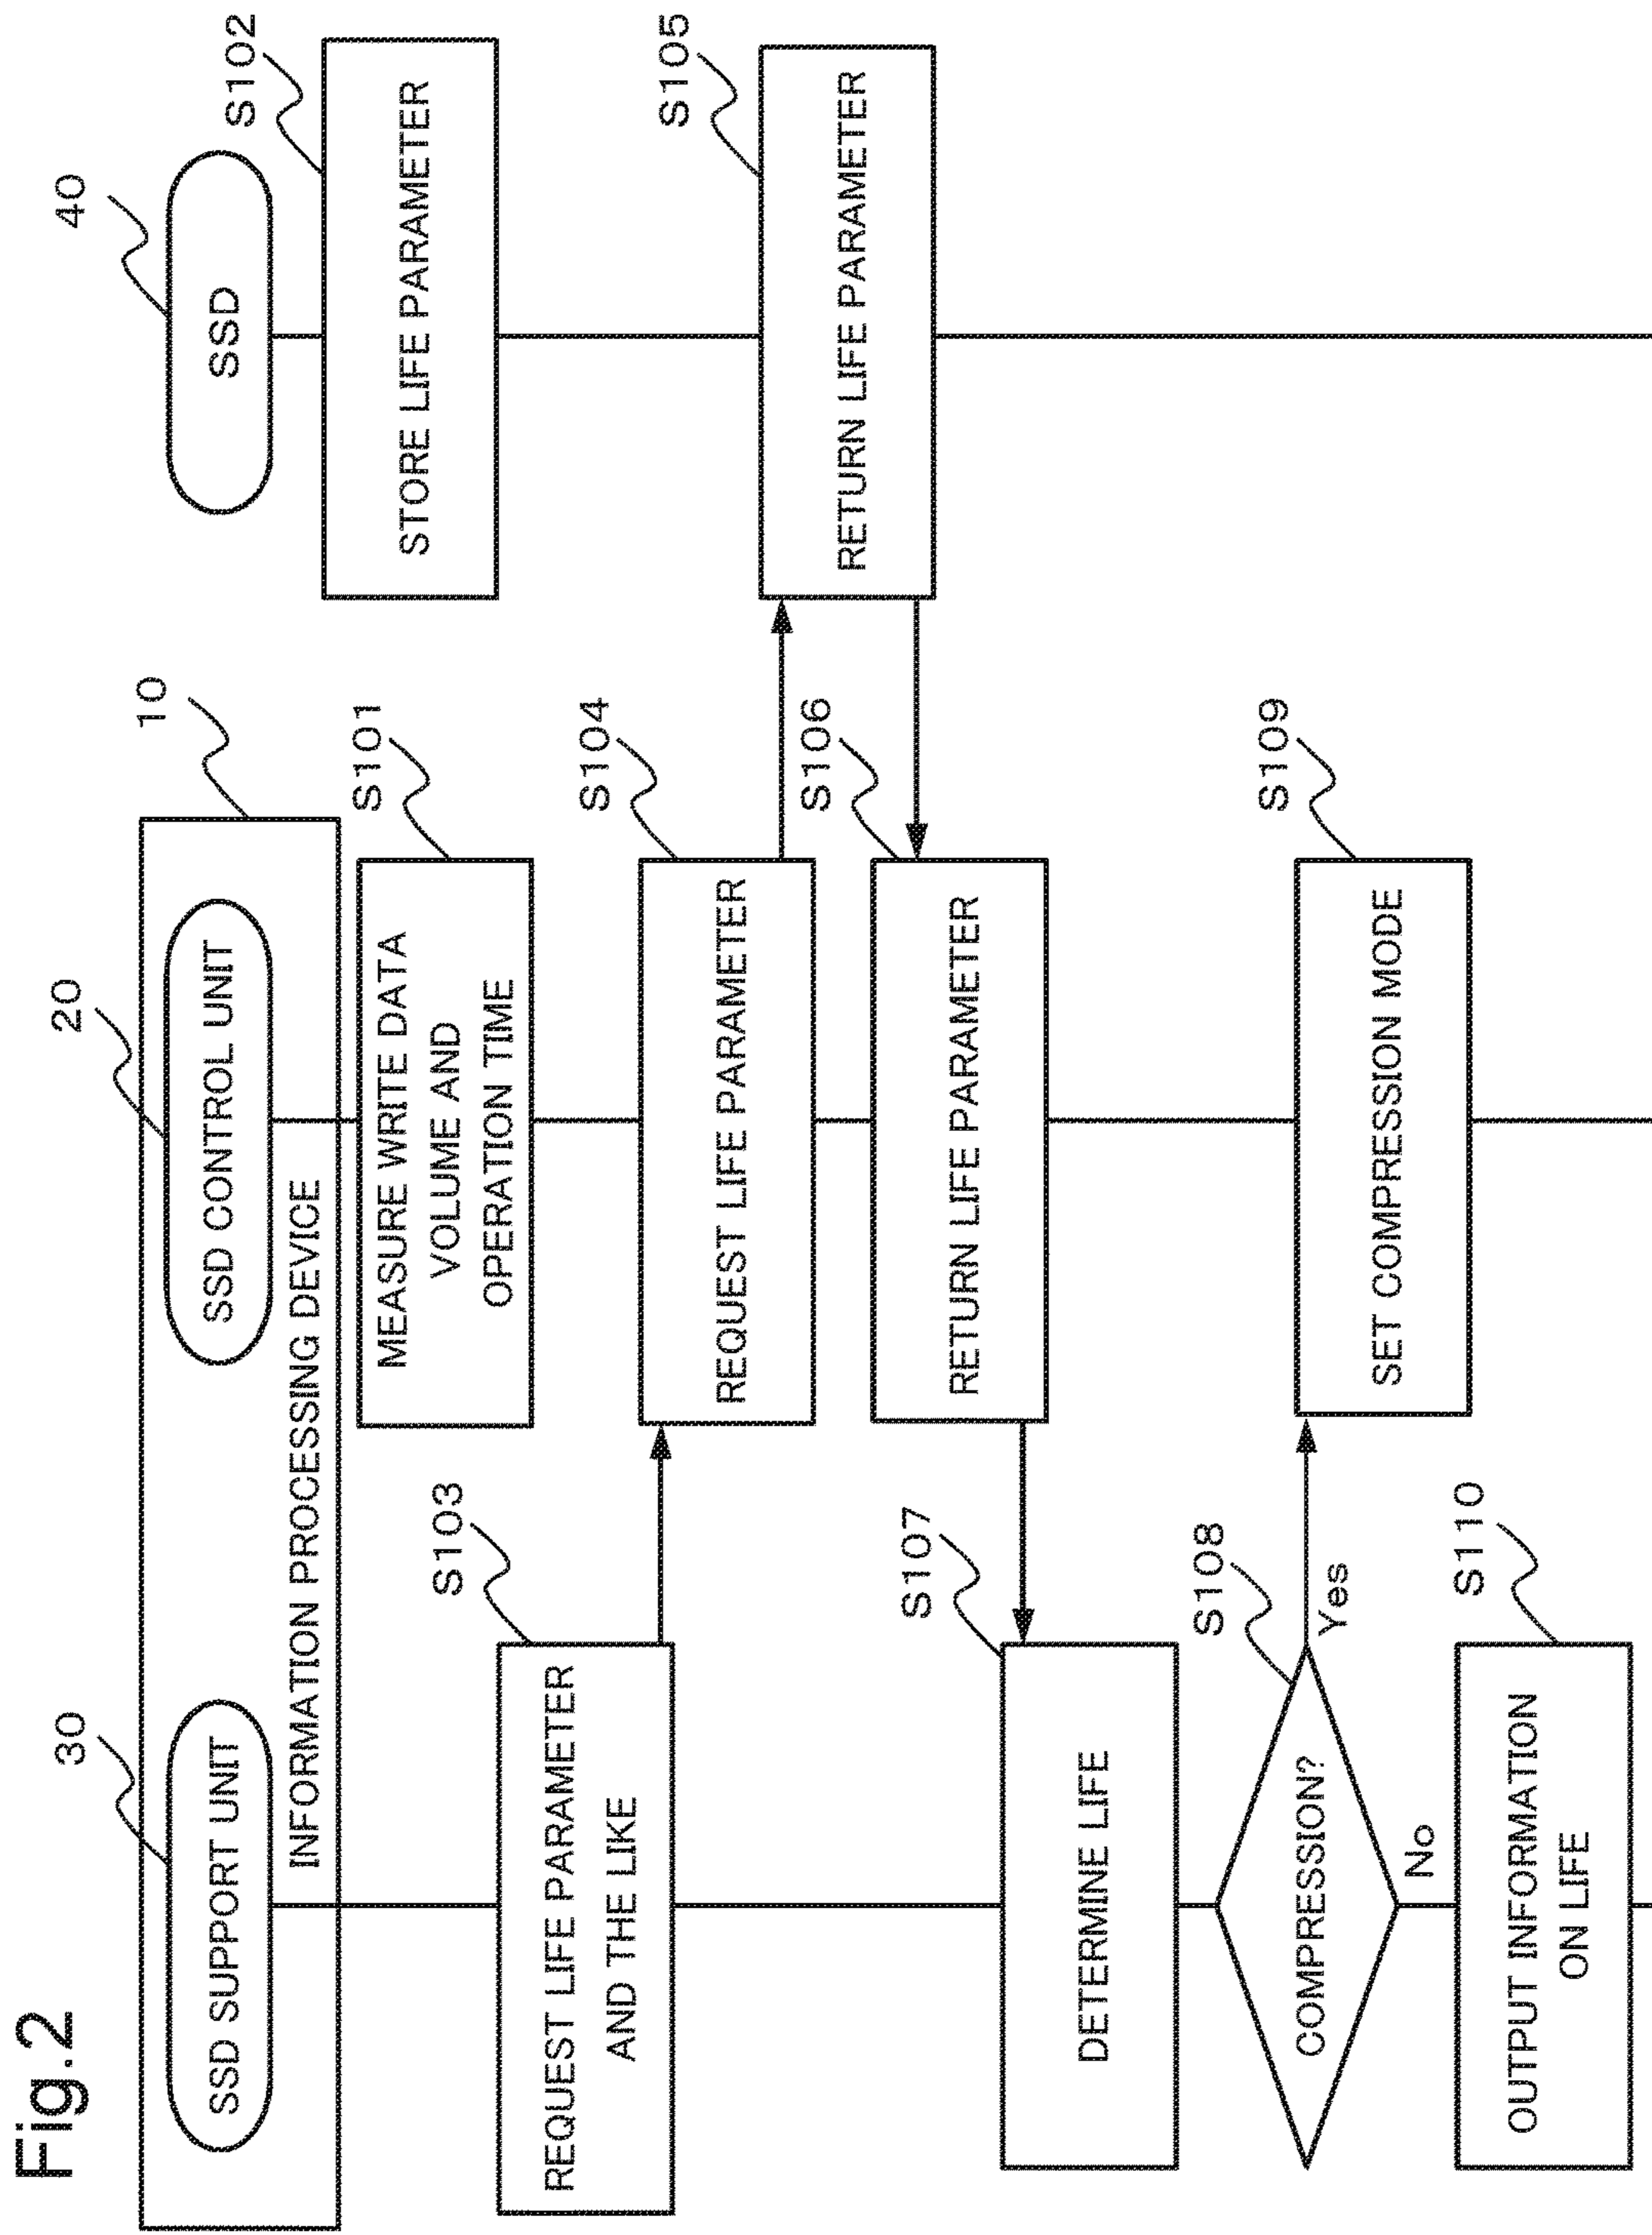 Fig.2
30
20
10
40
SSD SUPPORT UNIT
SSD CONTROL UNIT
SSD
INFORMATION PROCESSING DEVICE
S101
MEASURE WRITE DATA
VOLUME AND
OPERATION TIME
S102
STORE LIFE PARAMETER
S103
REQUEST LIFE PARAMETER
AND THE LIKE
S104
REQUEST LIFE PARAMETER
S105
RETURN LIFE PARAMETER
S106
RETURN LIFE PARAMETER
S107
DETERMINE LIFE
S108
COMPRESSION?
Yes
No
S109
SET COMPRESSION MODE
S110
OUTPUT INFORMATION
ON LIFE